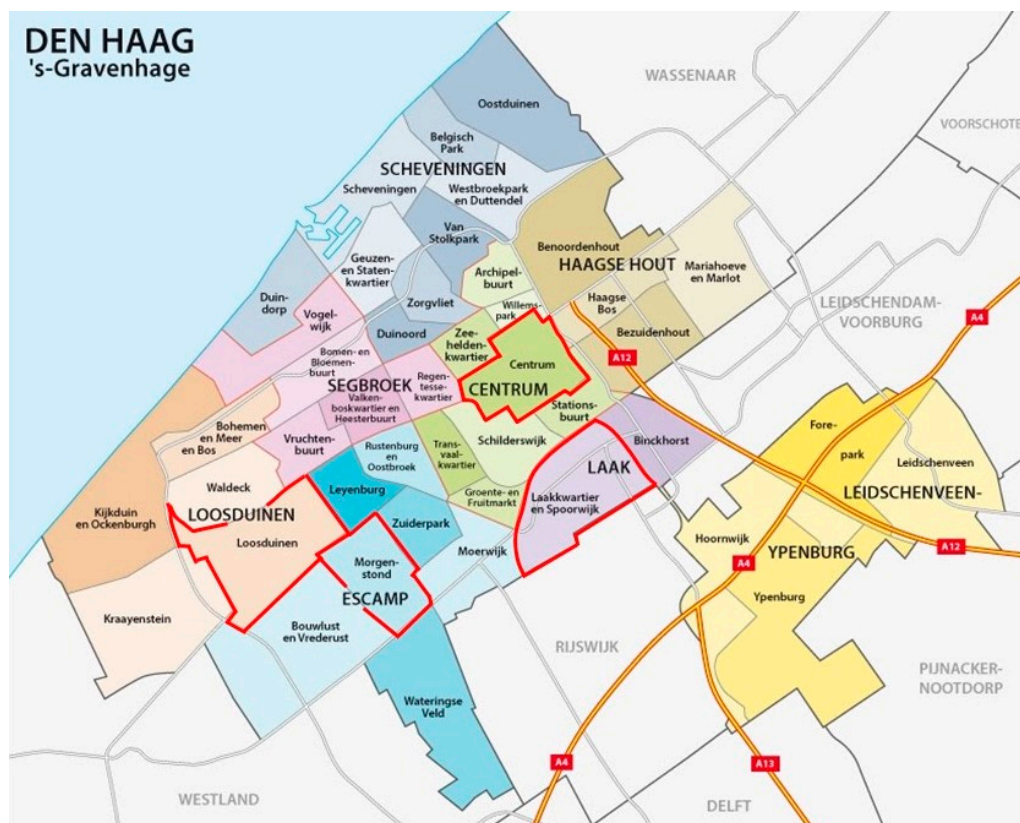 DEN HAAG
's-Gravenhage
WASSENAAR
VOORSCHOTE
Oostduinen
Belgisch
Park
SCHEVENINGEN
Scheveningen
Westbroekpark
en Duttendel
Van
Stolkpark
Benoordenhout
HAAGSE HOUT
Mariahoeve
en Marlot
Geuzen-
en Staten-
kwartier
Archipel-
buurt
Zorgvliet
Willems-
park
Haagse
Bos
LEIDSCHENDAM-
VOORBURG
A4
Duin-
dorp
Vogel-
wijk
Duinoord
Zee-
helden-
kwartier
Bezuidenhout
A12
Bomen- en
Bloemen-
buurt
SEGBROEK
Regen-
tesse-
kwartier
Centrum
CENTRUM
Valken-
boskwartier en
Heesterbuurt
Stations-
buurt
Bohemen
en Meer
en Bos
Vruchten-
buurt
Rustenburg
en
Oostbroek
Trans-
vaal-
kwartier
Schilderswijk
Binckhorst
LAAK
Fore-
park
Leidschenveen
LEIDSCHENVEEN-
Waldeck
LOOSDUINEN
Leyenburg
Groente- en
Fruitmarkt
Laakkwartier
en Spoorwijk
Kijkduin
en Ockenburgh
Loosduinen
Zuiderpark
Moerwijk
Hoornwijk
YPENBURG
A12
A4
Morgen-
stond
ESCAMP
Ypenburg
Kraayenstein
Bouwlust
en Vrederust
RIJSWIJK
PIJNACKER-
NOOTDORP
Wateringse
Veld
A4
A13
WESTLAND
DELFT